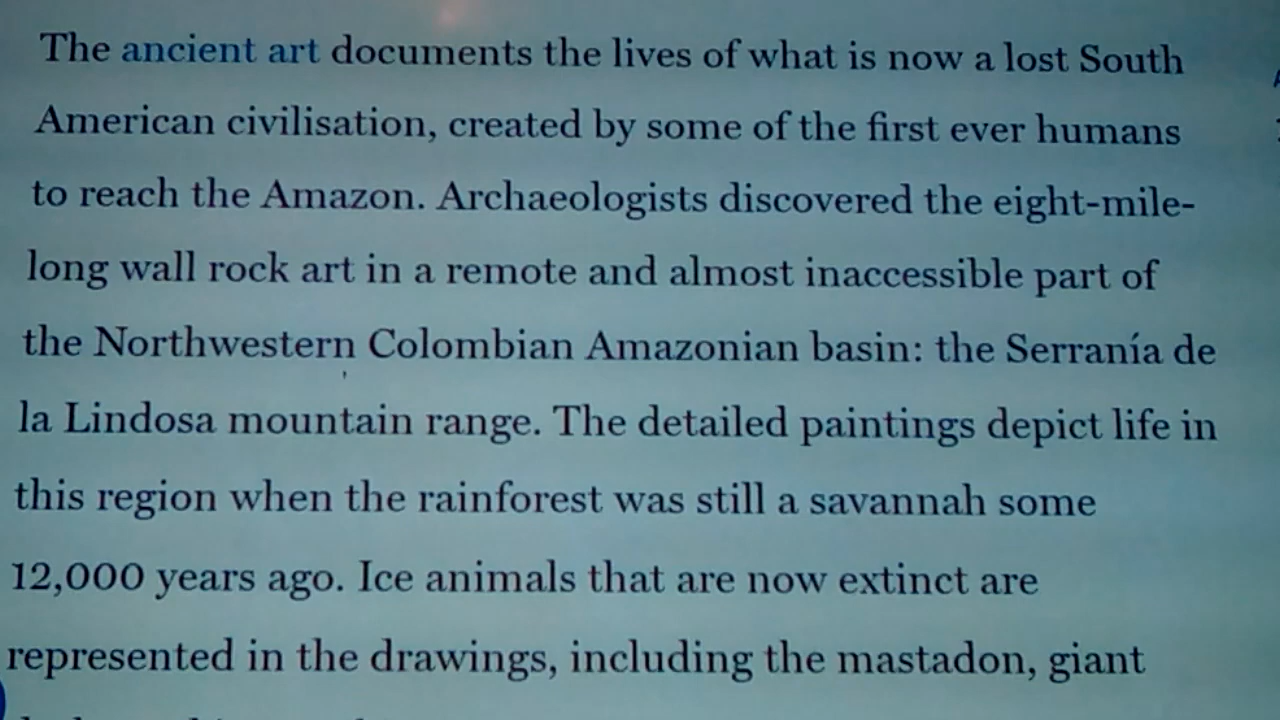 The ancient art documents the lives of what is now a lost South
American civilisation, created by some of the first ever humans
to reach the Amazon. Archaeologists discovered the eight-mile-
long wall rock art in a remote and almost inaccessible part of
the Northwestern Colombian Amazonian basin: the Serranía de
la Lindosa mountain range. The detailed paintings depict life in
this region when the rainforest was still a savannah some
12,000 years ago. Ice animals that are now extinct are
represented in the drawings, including the mastadon, giant